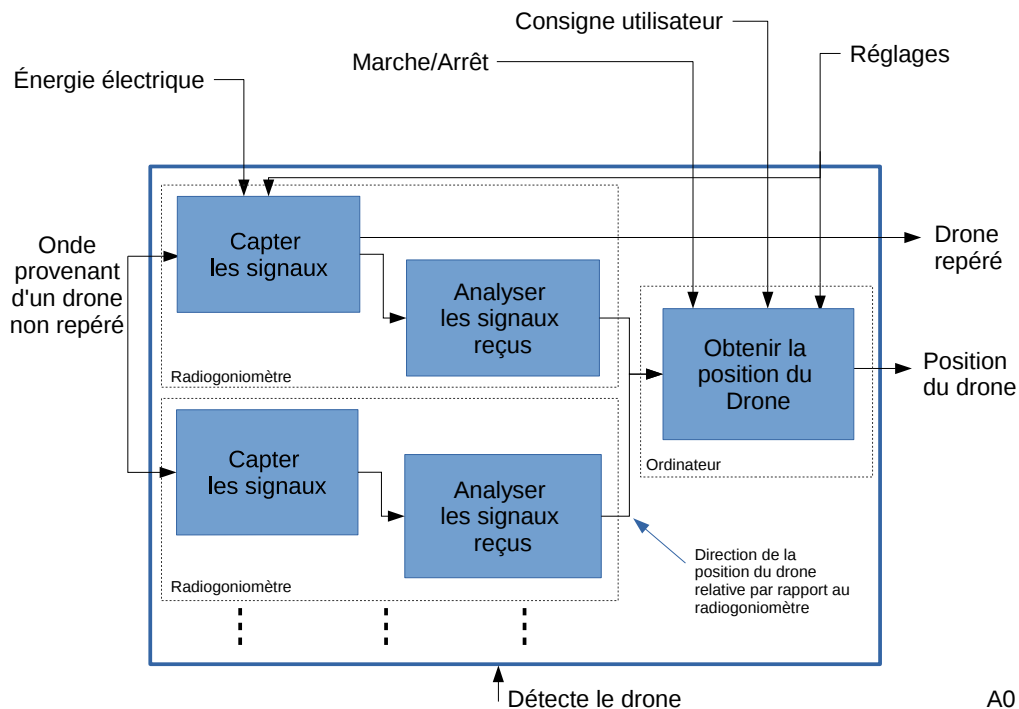 Consigne utilisateur
Marche/Arrêt
Réglages
Énergie électrique
Onde
provenant
d'un drone
non repéré
Capter
les signaux
Analyser
les signaux
reçus
Radiogoniomètre
Drone
repéré
Obtenir la
position du
Drone
Ordinateur
Position
du drone
Capter
les signaux
Analyser
les signaux
reçus
Radiogoniomètre
Direction de la
position du drone
relative par rapport au
radiogoniomètre
Détecte le drone
A0